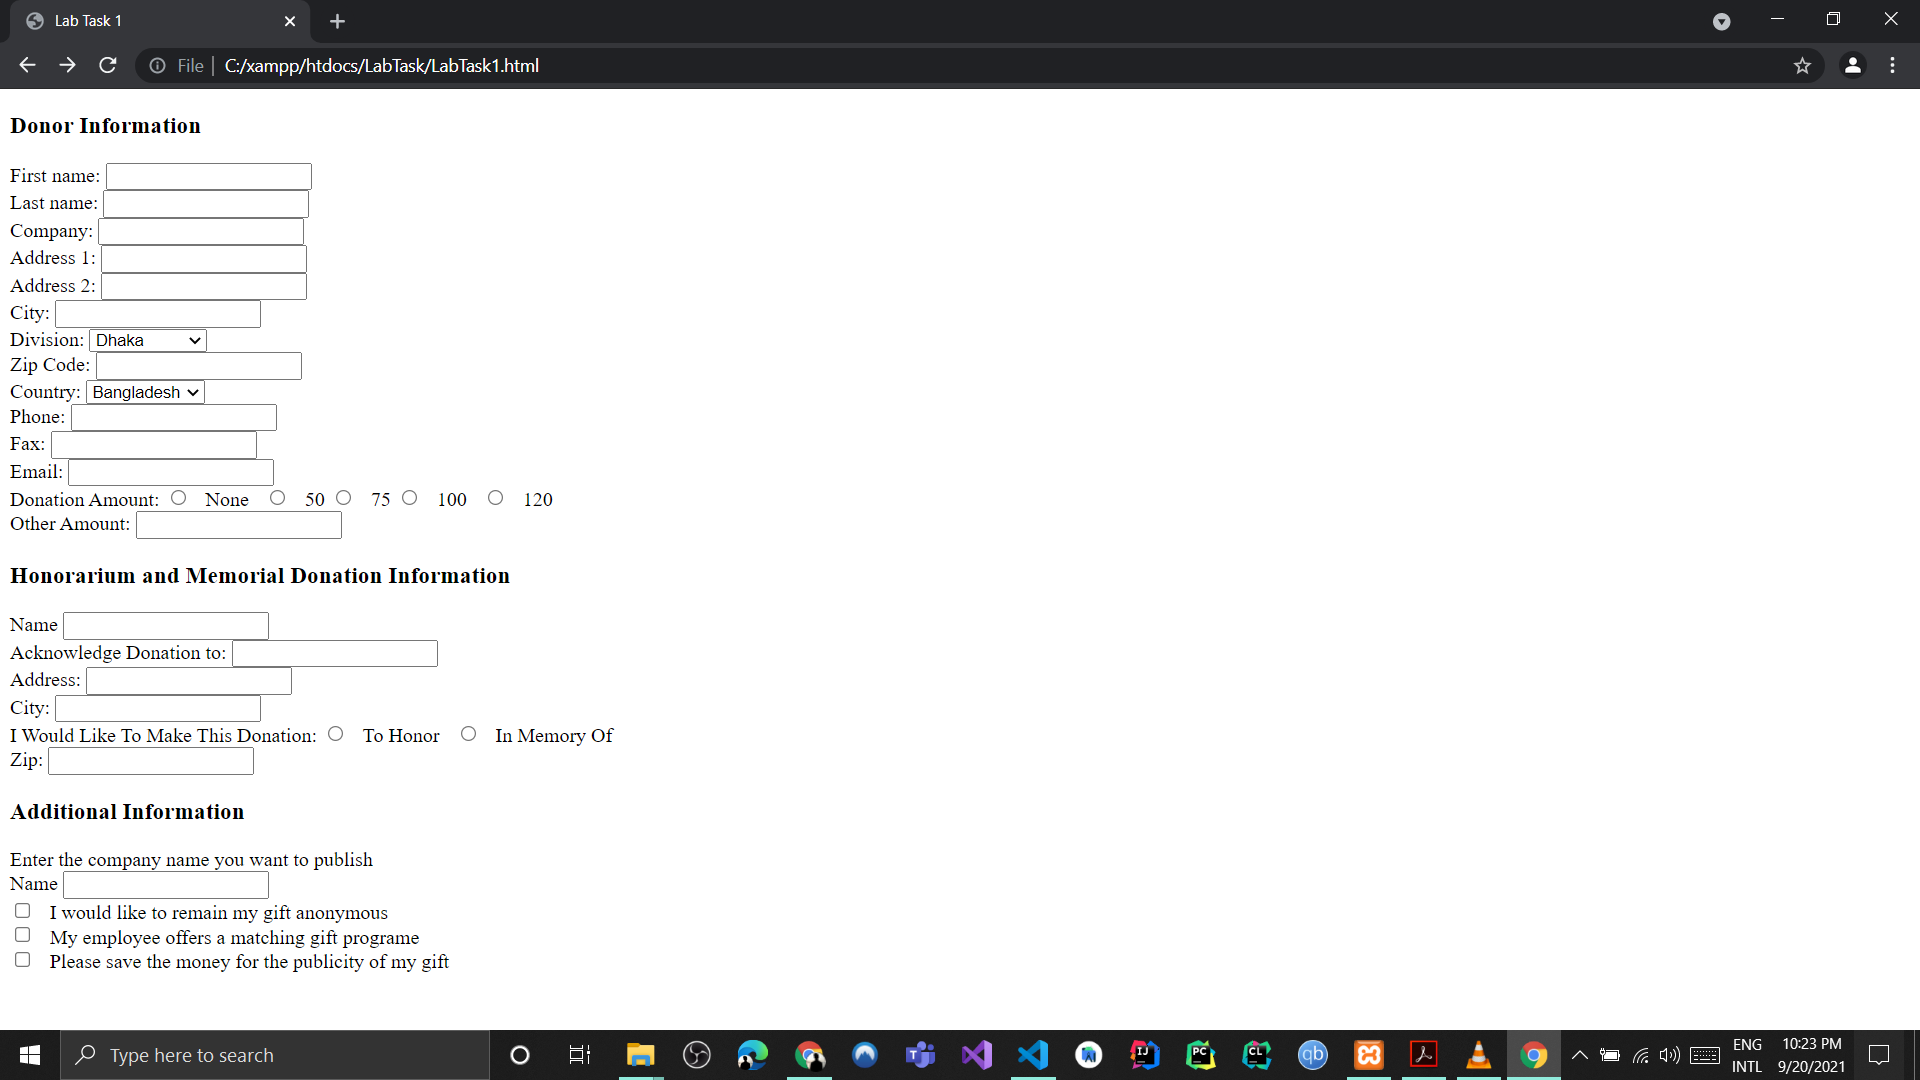 Lab Task 1
File | C:/xampp/htdocs/LabTask/LabTask1.html
Donor Information
First name:
Last name:
Company:
Address 1:
Address 2:
City:
Division: Dhaka
Zip Code:
Country: Bangladesh
Phone:
Fax:
Email:
Donation Amount: None 50 75 100 120
Other Amount:
Honorarium and Memorial Donation Information
Name
Acknowledge Donation to:
Address:
City:
I Would Like To Make This Donation: To Honor In Memory Of
Zip:
Additional Information
Enter the company name you want to publish
Name
I would like to remain my gift anonymous
My employee offers a matching gift programe
Please save the money for the publicity of my gift
Type here to search
IJ
PC
CL
qb
ENG
INTL
10:23 PM
9/20/2021